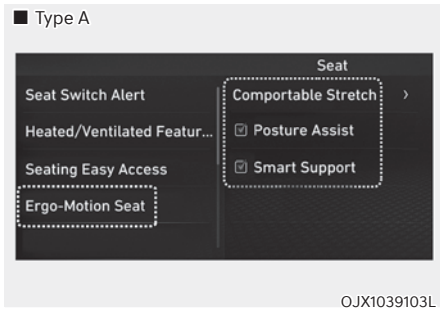 ■ Type A
Seat
Seat Switch Alert
Heated/Ventilated Featur...
Seating Easy Access
Ergo-Motion Seat
Comportable Stretch >
Posture Assist
Smart Support
OJX1039103L